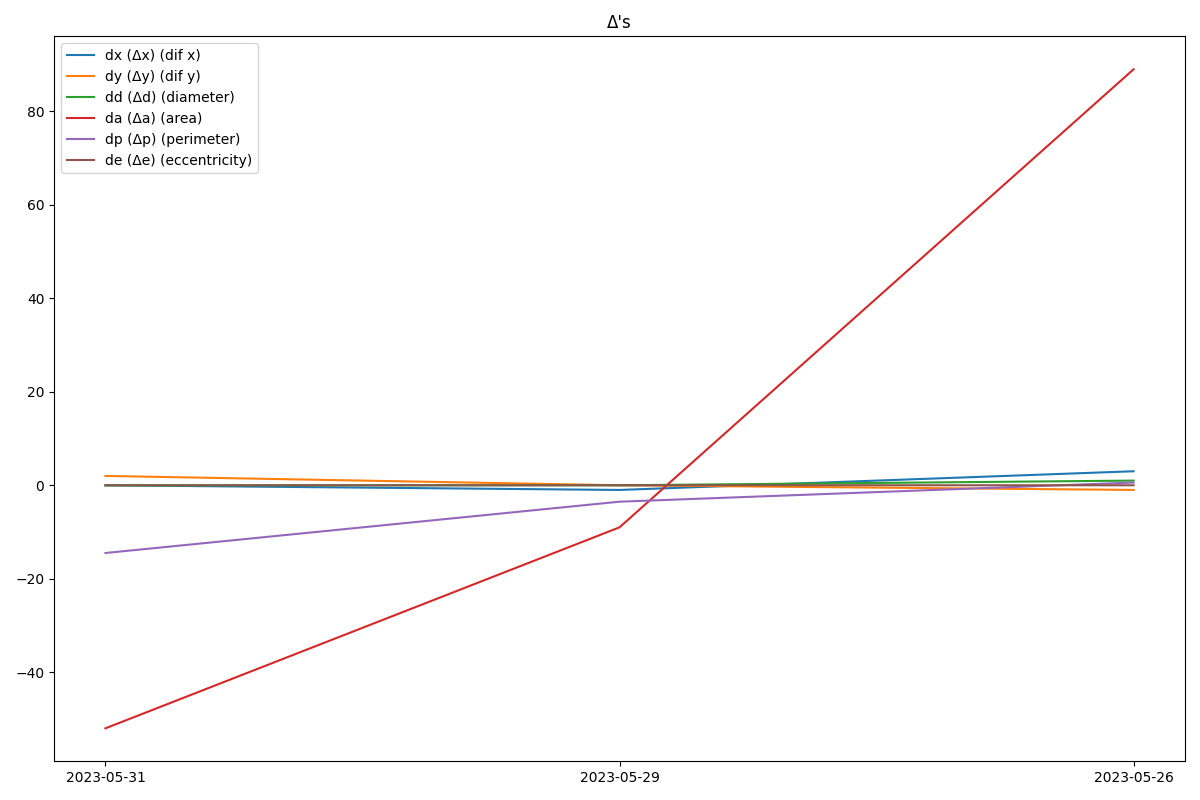 Δ's
dx (Δx) (dif x)
dy (Δy) (dif y)
dd (Δd) (diameter)
da (Δa) (area)
dp (Δp) (perimeter)
de (Δe) (eccentricity)
80
60
40
20
0
−20
−40
2023-05-31 2023-05-29 2023-05-26